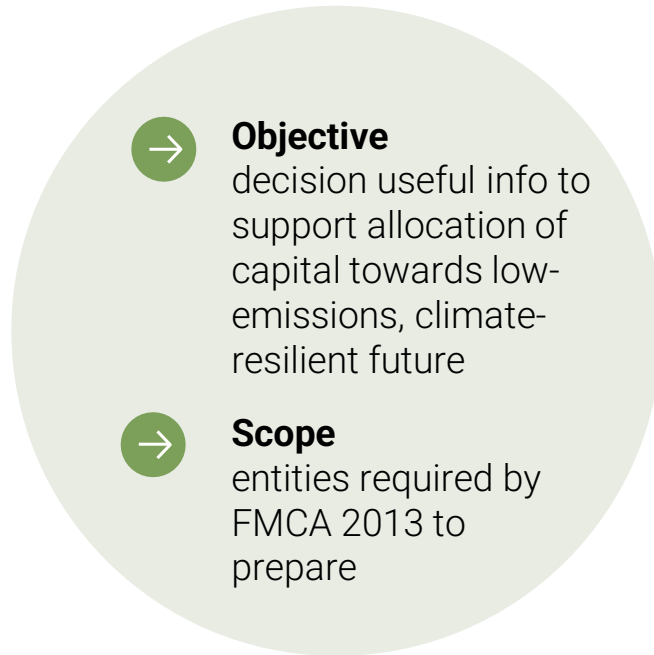 Objective
decision useful info to
support allocation of
capital towards low-
emissions, climate-
resilient future
Scope
entities required by
FMCA 2013 to
prepare